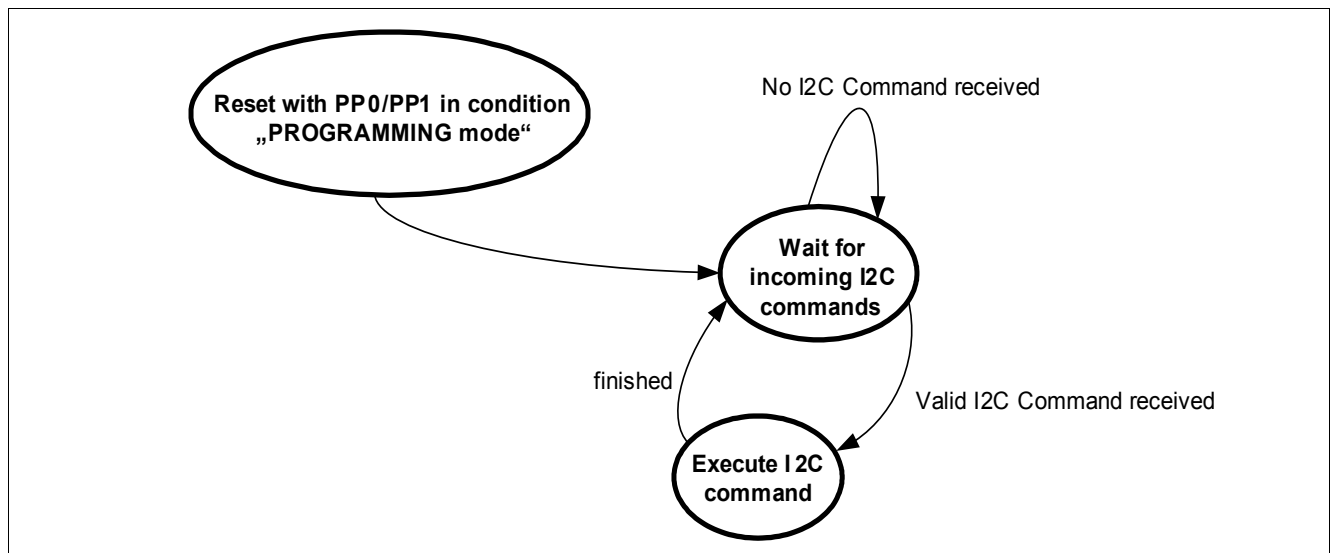 Reset with PP0/PP1 in condition
„PROGRAMMING mode“
No I2C Command received
Wait for
incoming I2C
commands
finished
Valid I2C Command received
Execute I2C
command